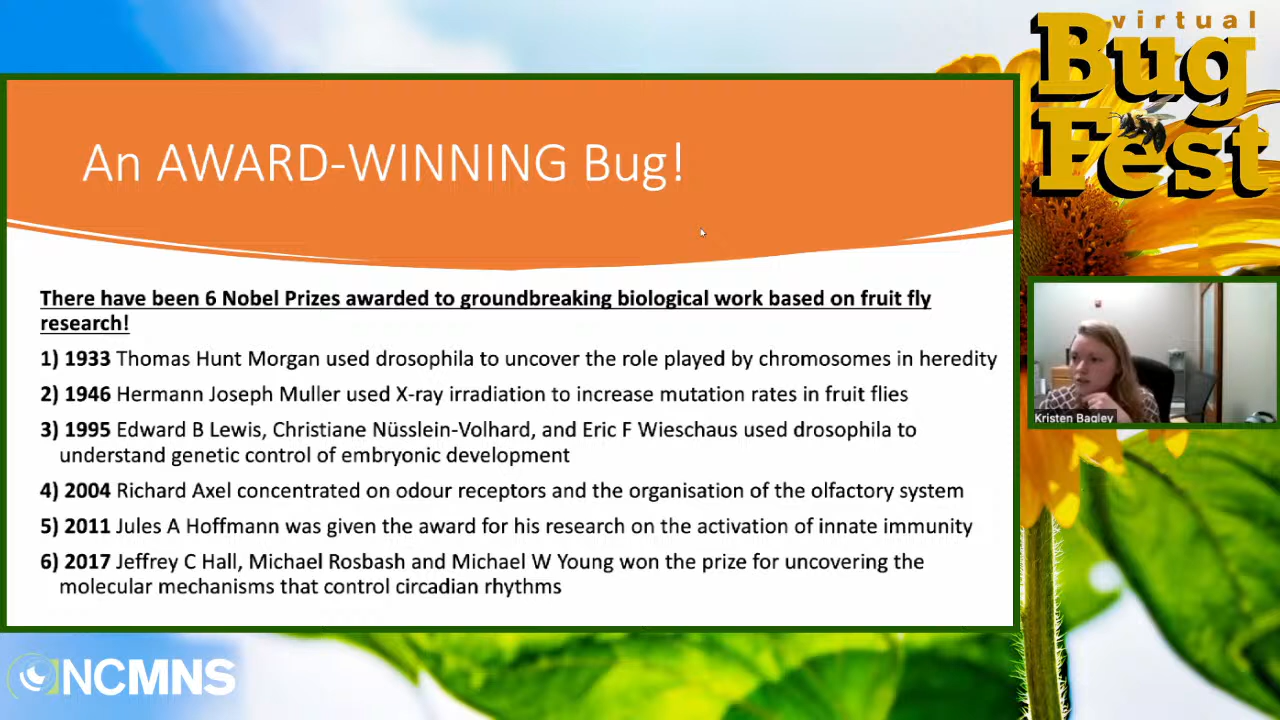 virtual
Bug
Fest
An AWARD-WINNING Bug!
There have been 6 Nobel Prizes awarded to groundbreaking biological work based on fruit fly
research!
1) 1933 Thomas Hunt Morgan used drosophila to uncover the role played by chromosomes in heredity
2) 1946 Hermann Joseph Muller used X-ray irradiation to increase mutation rates in fruit flies
3) 1995 Edward B Lewis, Christiane Nüsslein-Volhard, and Eric F Wieschaus used drosophila to
understand genetic control of embryonic development
4) 2004 Richard Axel concentrated on odour receptors and the organisation of the olfactory system
5) 2011 Jules A Hoffmann was given the award for his research on the activation of innate immunity
6) 2017 Jeffrey C Hall, Michael Rosbash and Michael W Young won the prize for uncovering the
molecular mechanisms that control circadian rhythms
Kristen Bagley
NCMNS